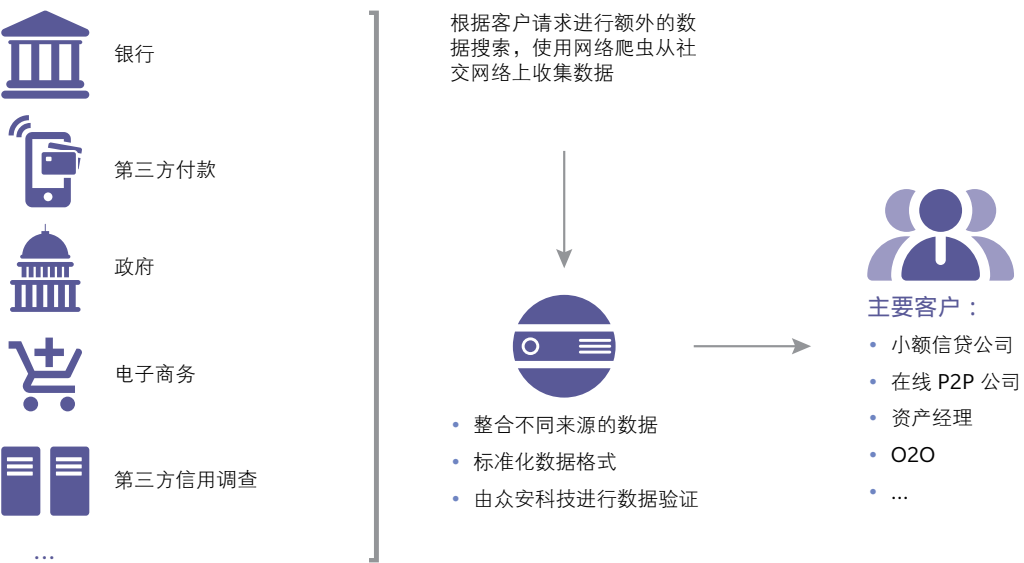 银行
第三方付款
政府
电子商务
第三方信用调查
...
根据客户请求进行额外的数
据搜索，使用网络爬虫从社
交网络上收集数据
• 整合不同来源的数据
• 标准化数据格式
• 由众安科技进行数据验证
主要客户：
• 小额信贷公司
• 在线 P2P 公司
• 资产经理
• O2O
• ...